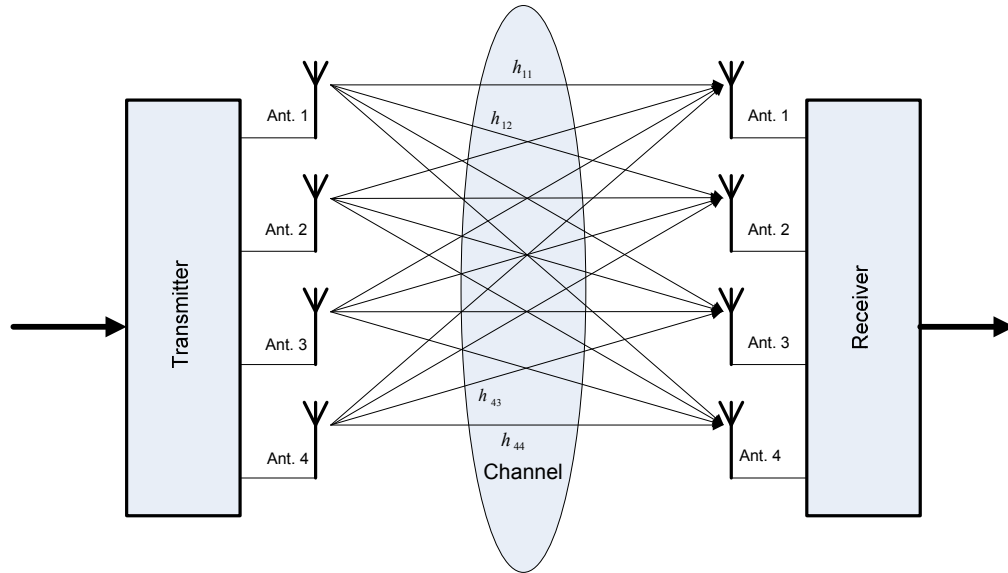 h11
Ant. 1
Ant. 1
h12
Ant. 2
Ant. 2
Transmitter
Receiver
Ant. 3
Ant. 3
h43
h44
Ant. 4
Ant. 4
Channel